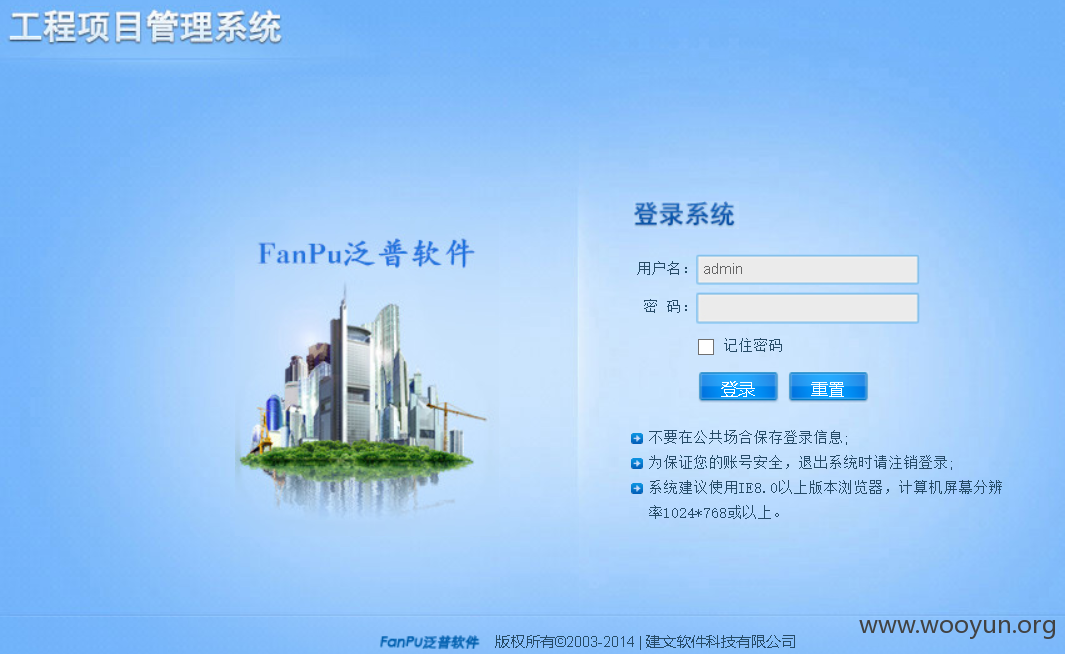 工程项目管理系统
FanPu泛普软件
登录系统
用户名：admin
密 码：
记住密码
登录 重置
不要在公共场合保存登录信息;
为保证您的账号安全，退出系统时请注销登录;
系统建议使用IE8.0以上版本浏览器，计算机屏幕分辨
率1024*768或以上。
www.wooyun.org
FanPu泛普软件 版权所有©2003-2014 | 建文软件科技有限公司